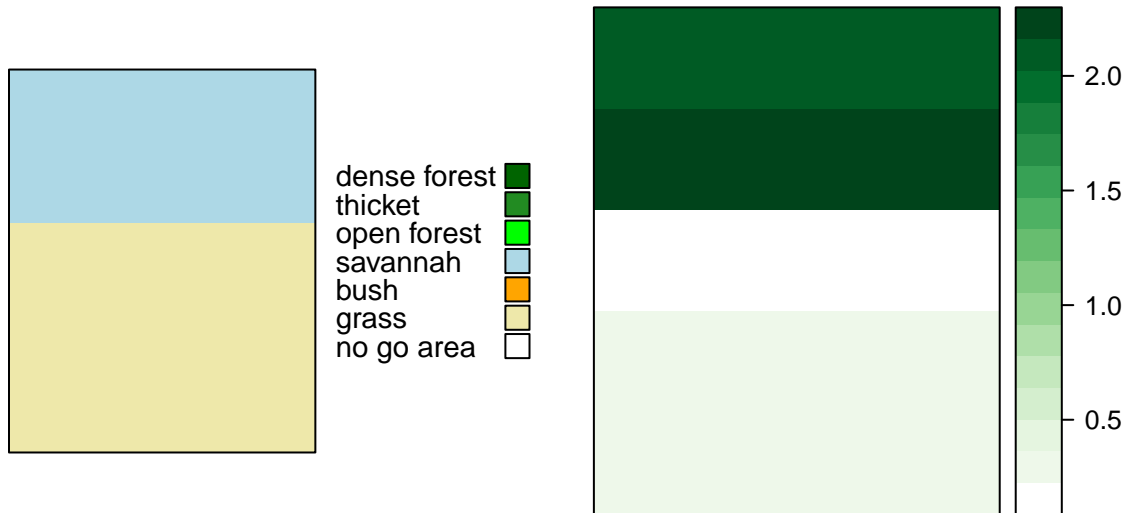 dense forest
thicket
open forest
savannah
bush
grass
no go area
2.0
1.5
1.0
0.5